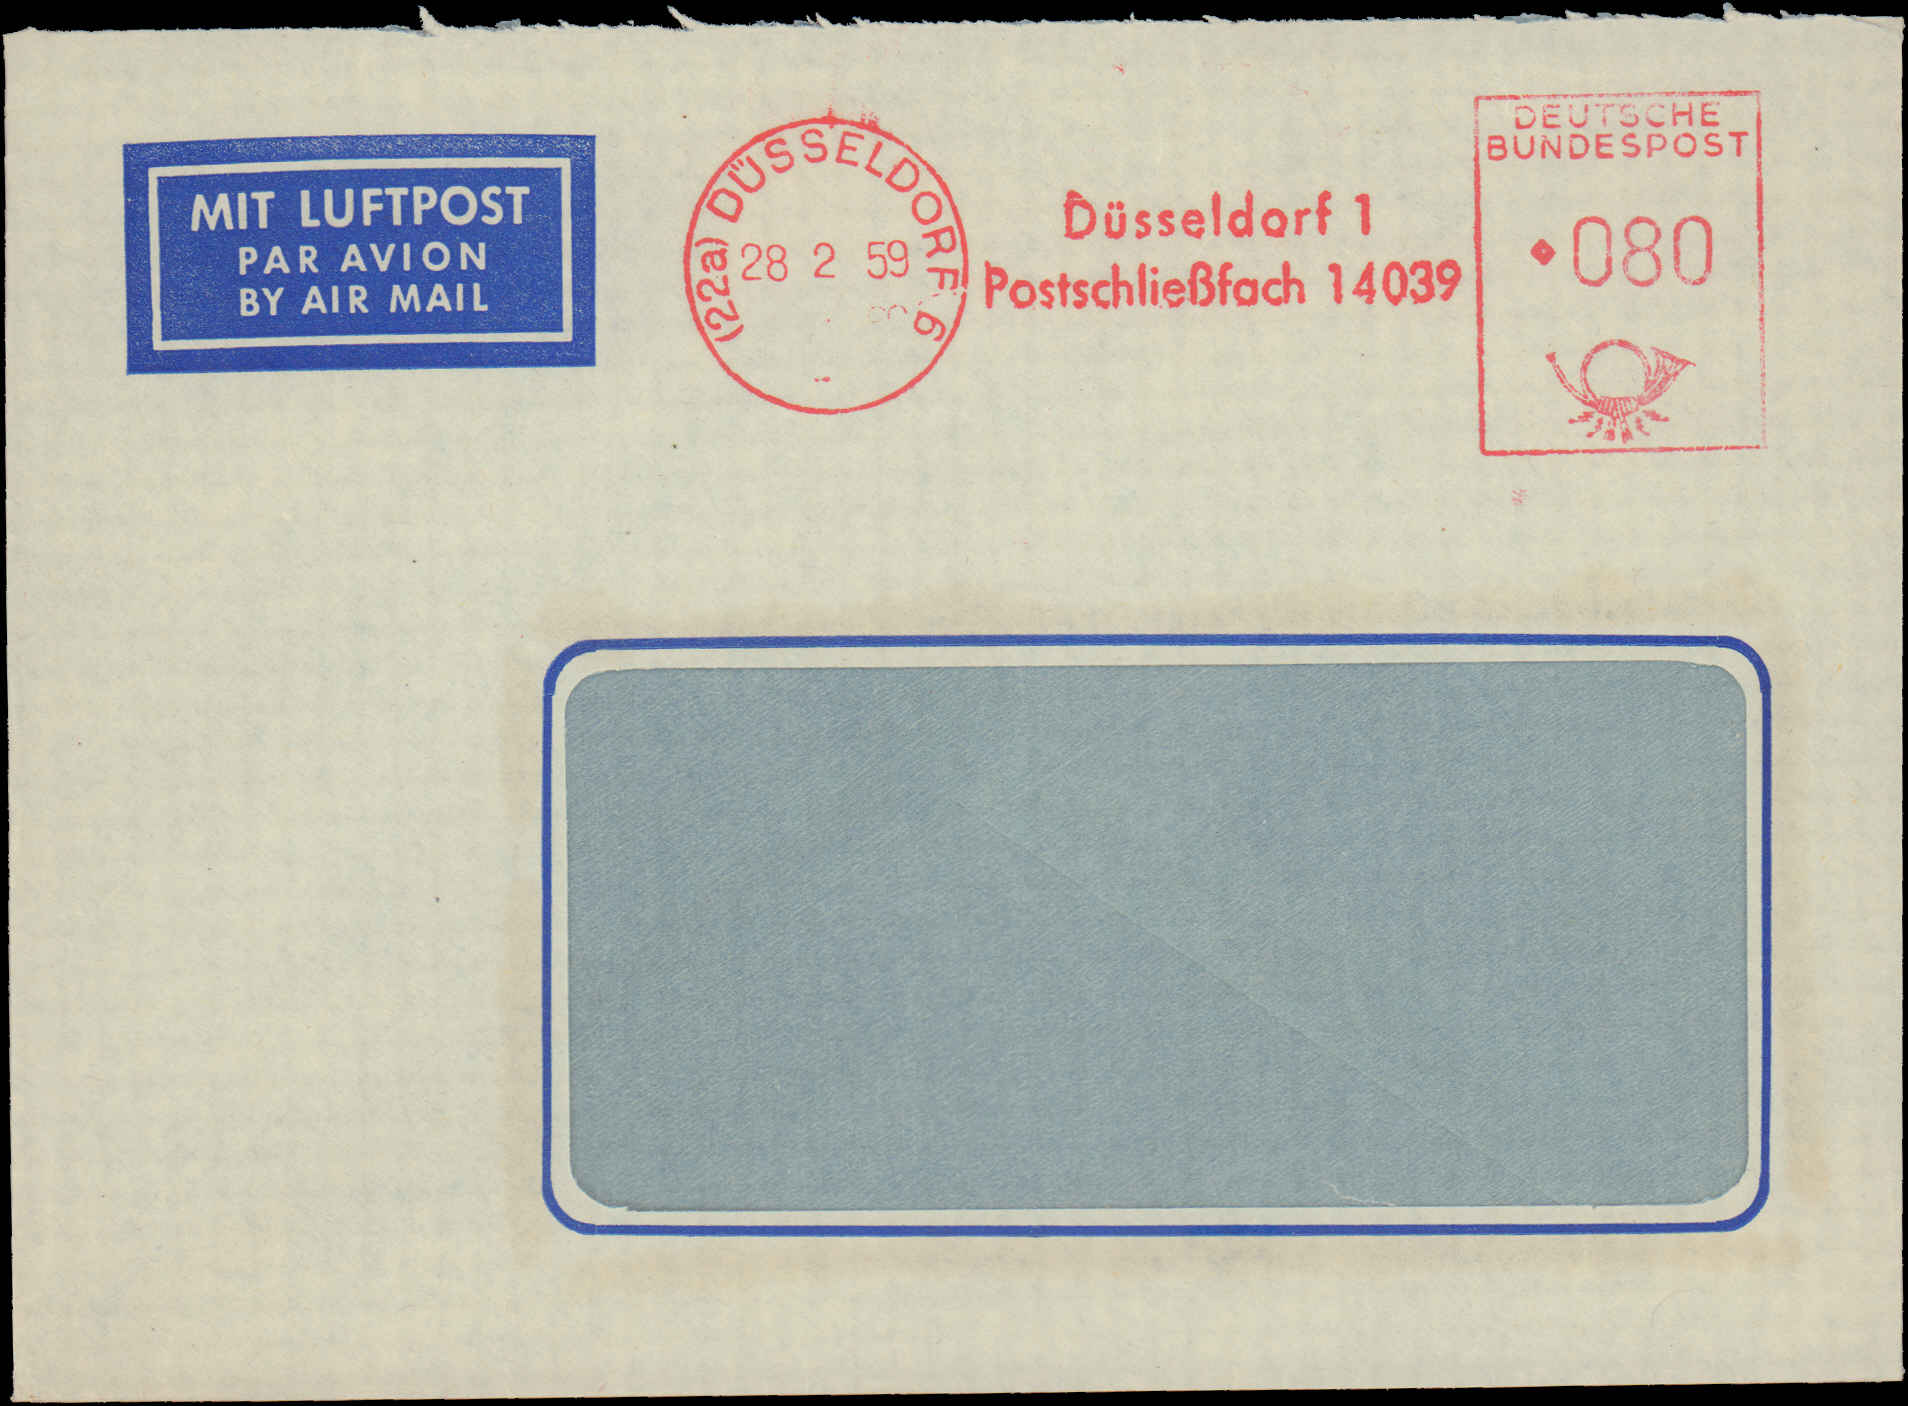 MIT LUFTPOST
PAR AVION
BY AIR MAIL
(22a) DÜSSELDORF 6
28 2 59
Düsseldorf 1
Postschließfach 14039
DEUTSCHE
BUNDESPOST
080